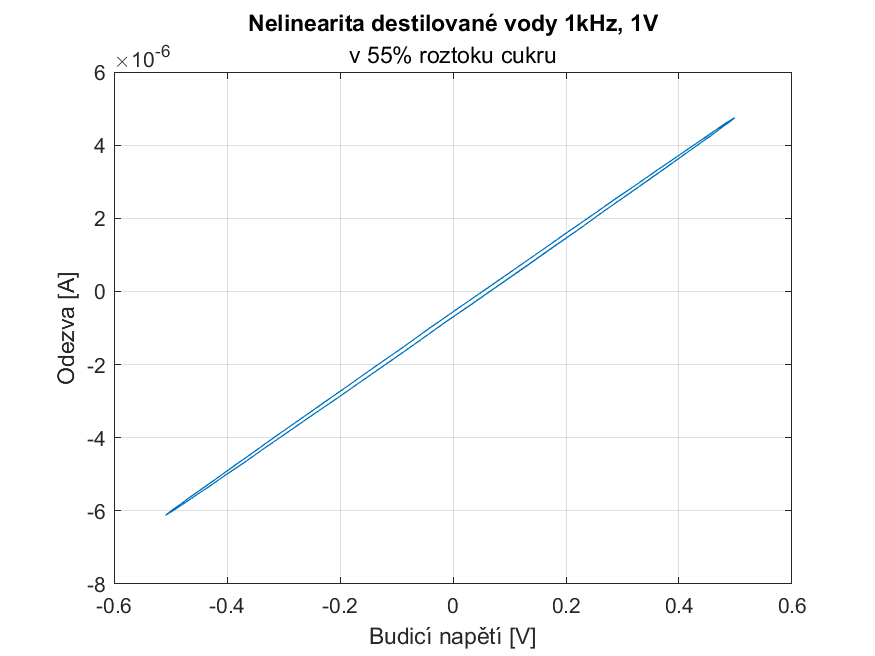 Nelinearita destilované vody 1kHz, 1V
v 55% roztoku cukru
×10-6
6
4
2
0
-2
-4
-6
-8
Odezva [A]
-0.6 -0.4 -0.2 0 0.2 0.4 0.6
Budicí napětí [V]